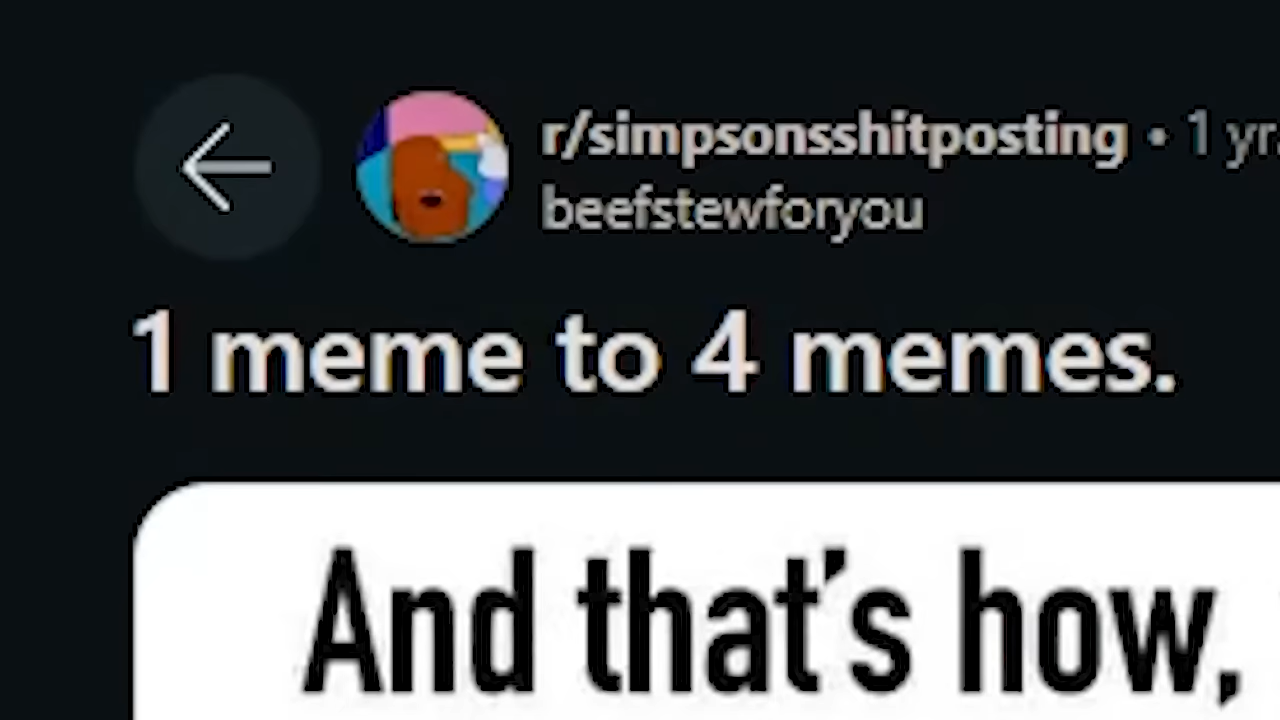 r/simpsonsshitposting • 1 yr.
beefstewforyou
1 meme to 4 memes.
And that's how,